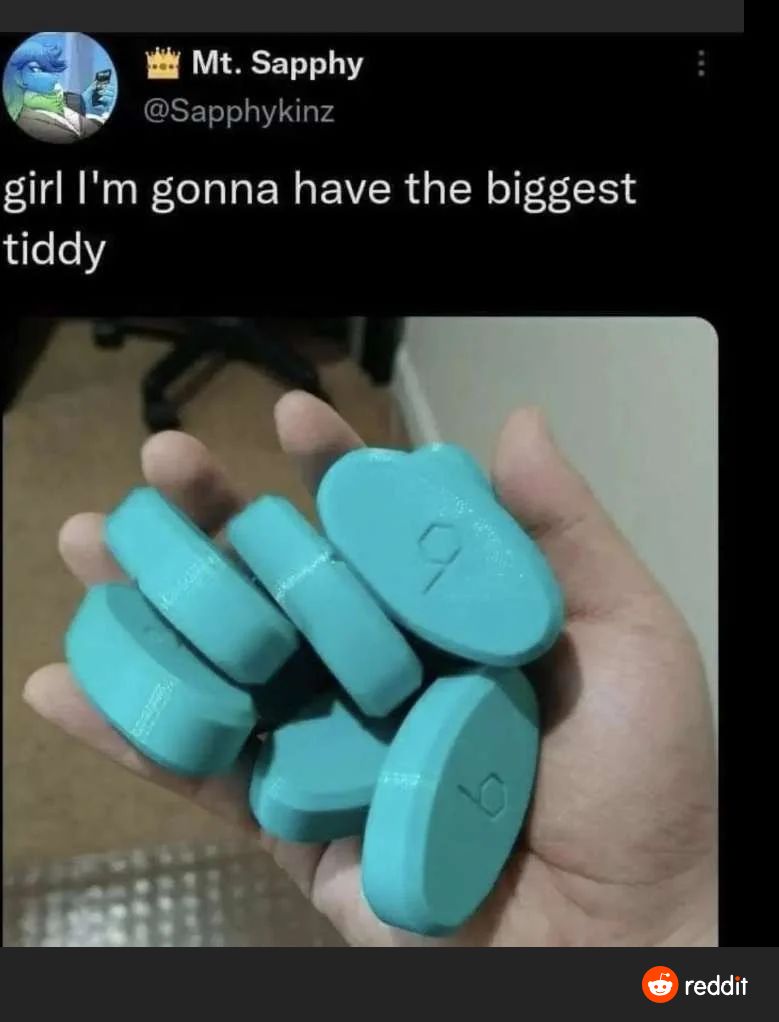 Mt. Sapphy
@Sapphykinz
girl I'm gonna have the biggest
tiddy
reddit